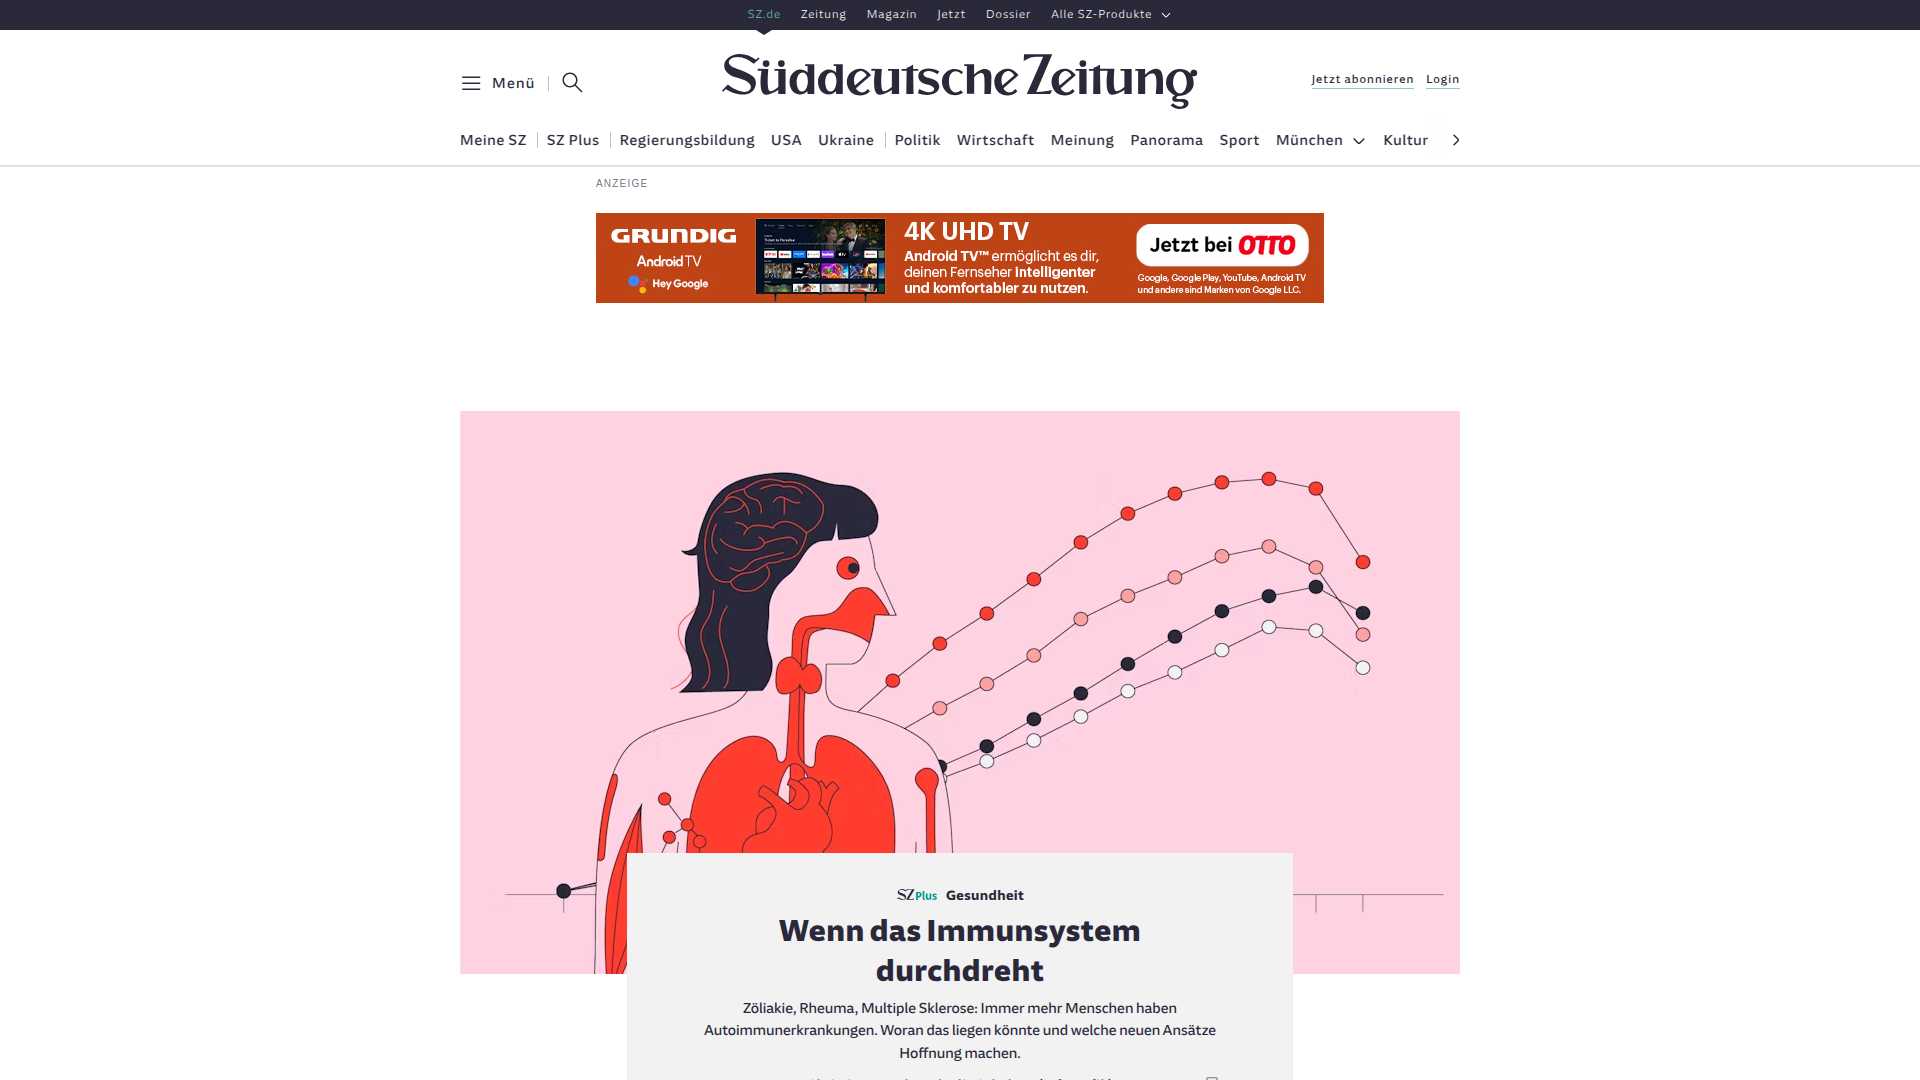 SZ.de Zeitung Magazin Jetzt Dossier Alle SZ-Produkte
Menü
Süddeutsche Zeitung
Jetzt abonnieren Login
Meine SZ SZ Plus Regierungsbildung USA Ukraine Politik Wirtschaft Meinung Panorama Sport München Kultur
ANZEIGE
GRUNDIG
Android TV
Hey Google
4K UHD TV
Android TV™ ermöglicht es dir,
deinen Fernseher intelligenter
und komfortabler zu nutzen.
Jetzt bei OTTO
Google, Google Play, YouTube, Android TV
und andere sind Marken von Google LLC.
SZ Plus Gesundheit
Wenn das Immunsystem
durchdreht
Zöliakie, Rheuma, Multiple Sklerose: Immer mehr Menschen haben
Autoimmunerkrankungen. Woran das liegen könnte und welche neuen Ansätze
Hoffnung machen.